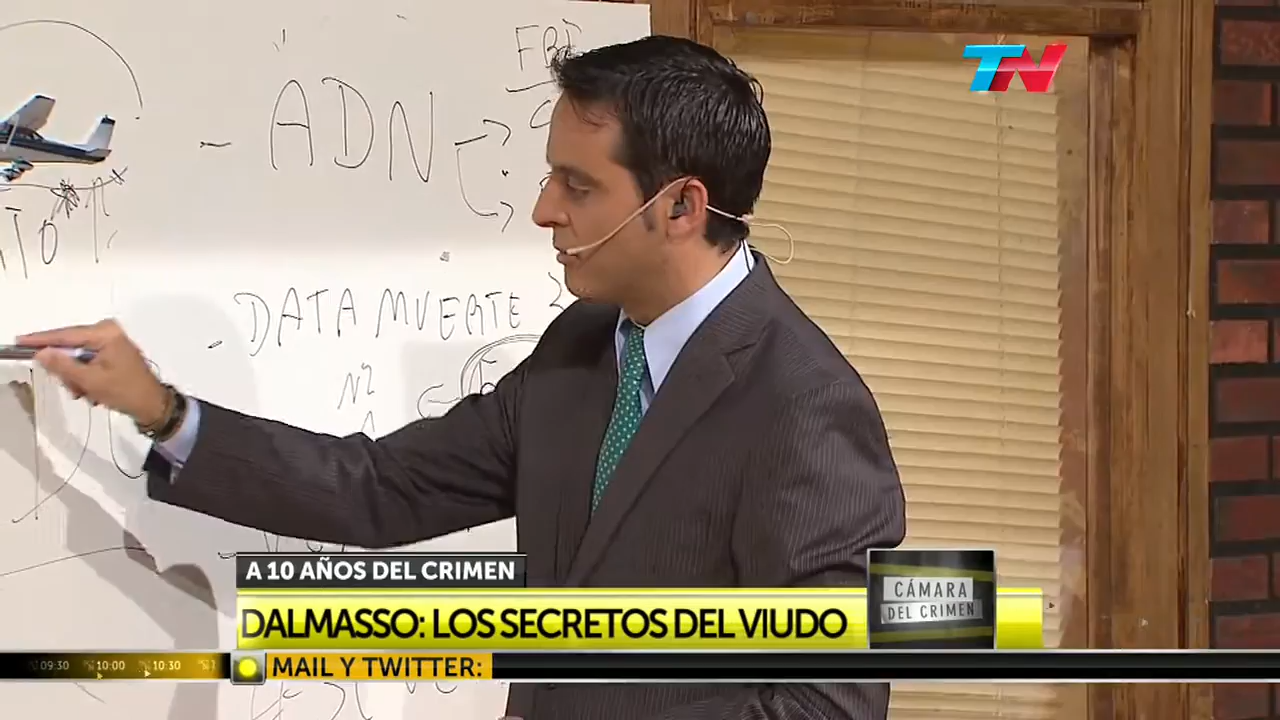 FBI
TN
- ADN
- DATA MUERTE
A 10 AÑOS DEL CRIMEN
DALMASSO: LOS SECRETOS DEL VIUDO
CÁMARA
DEL CRIMEN
09:30 10:00 10:30
MAIL Y TWITTER: